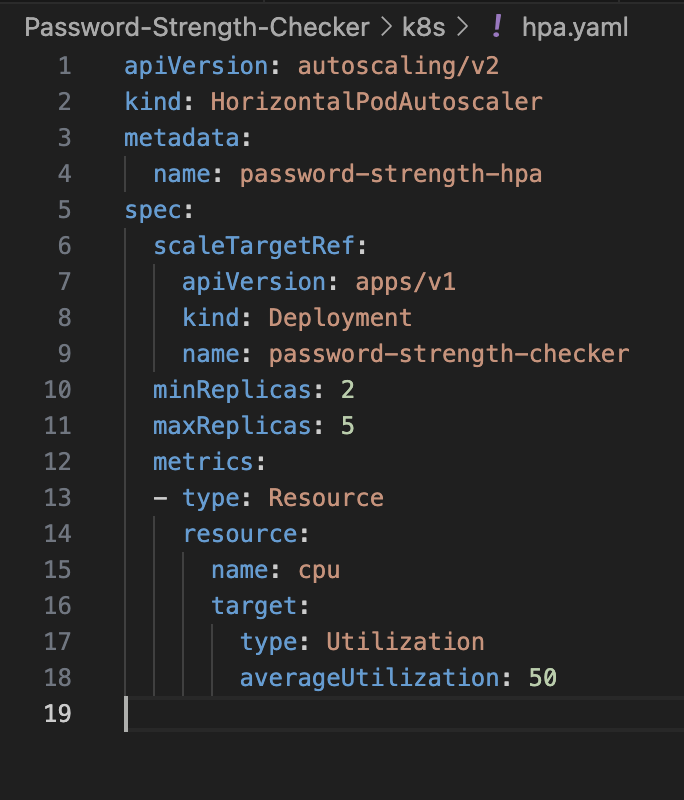 Password-Strength-Checker > k8s > ! hpa.yaml
1 apiVersion: autoscaling/v2
2 kind: HorizontalPodAutoscaler
3 metadata:
4   name: password-strength-hpa
5 spec:
6   scaleTargetRef:
7     apiVersion: apps/v1
8     kind: Deployment
9     name: password-strength-checker
10   minReplicas: 2
11   maxReplicas: 5
12   metrics:
13   - type: Resource
14     resource:
15       name: cpu
16       target:
17         type: Utilization
18         averageUtilization: 50
19